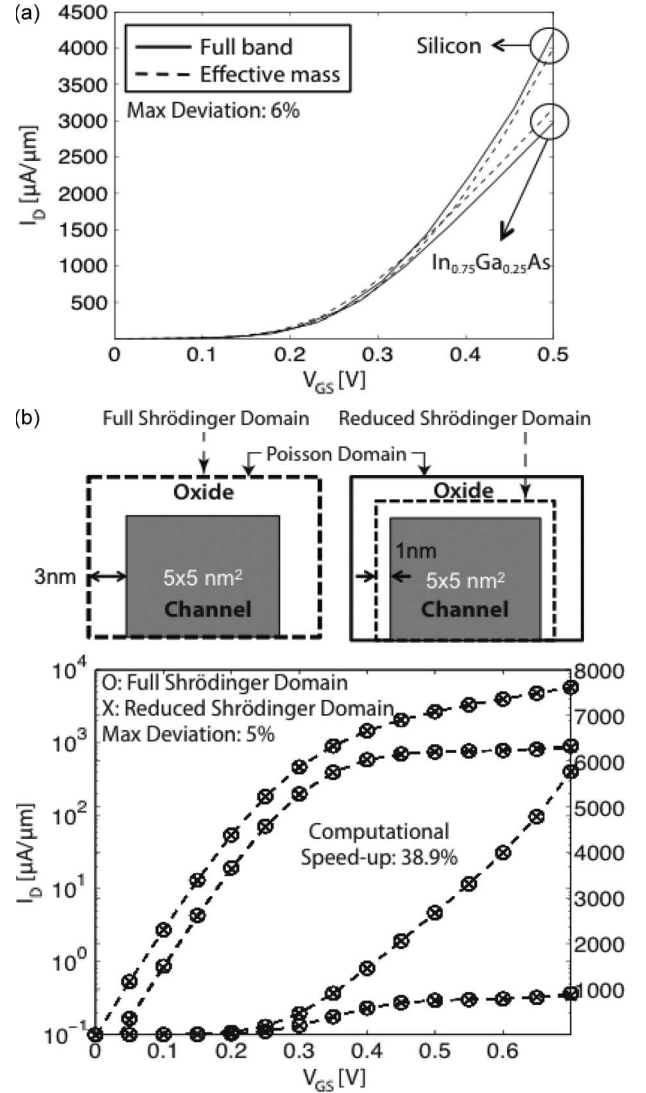 (a)
4500
4000
3500
3000
2500
2000
1500
1000
500
I_D [µA/µm]
Full band
Effective mass
Max Deviation: 6%
Silicon
In₀.₇₅Ga₀.₂₅As
0 0.1 0.2 0.3 0.4 0.5
V_GS [V]
(b)
Full Shrödinger Domain
Reduced Shrödinger Domain
Poisson Domain
Oxide
3nm
5x5 nm²
Channel
Oxide
1nm
5x5 nm²
Channel
O: Full Shrödinger Domain
X: Reduced Shrödinger Domain
Max Deviation: 5%
Computational
Speed-up: 38.9%
10⁴
10³
10²
10¹
10⁰
10⁻¹
I_D [µA/µm]
8000
7000
6000
5000
4000
3000
2000
1000
0 0.1 0.2 0.3 0.4 0.5 0.6
V_GS [V]